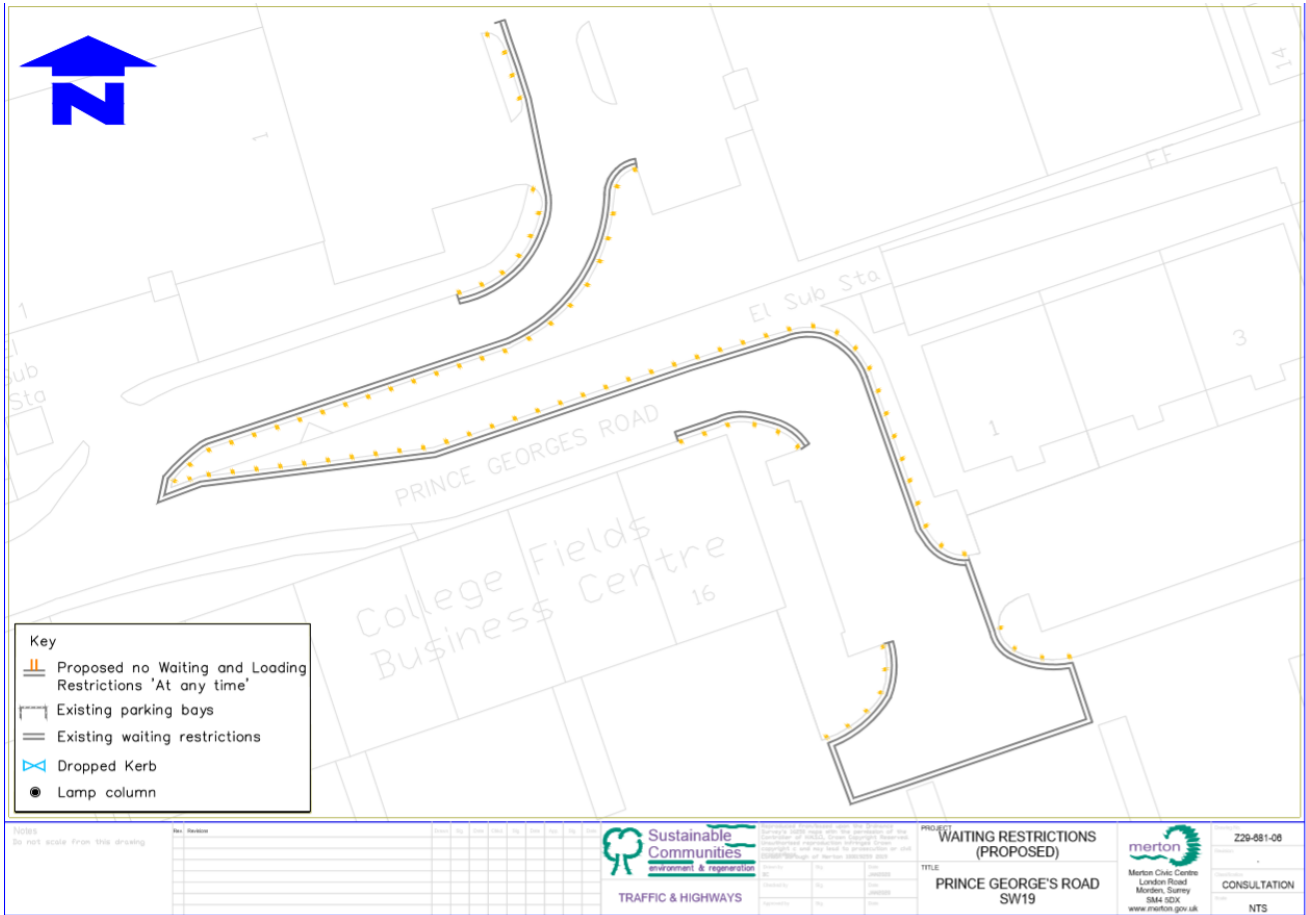 N
1
14
FF
1
El
Sub
Sta
El Sub Sta
3
1
PRINCE GEORGES ROAD
College Fields
Business Centre
16
Key
Proposed no Waiting and Loading
Restrictions 'At any time'
Existing parking bays
Existing waiting restrictions
Dropped Kerb
Lamp column
Notes
Do not scale from this drawing
Rev. Revision
Sustainable
Communities
environment & regeneration
TRAFFIC & HIGHWAYS
PROJECT
WAITING RESTRICTIONS
(PROPOSED)
TITLE
PRINCE GEORGE'S ROAD
SW19
merton
Merton Civic Centre
London Road
Morden, Surrey
SM4 5DX
www.merton.gov.uk
Z29-681-06
CONSULTATION
NTS